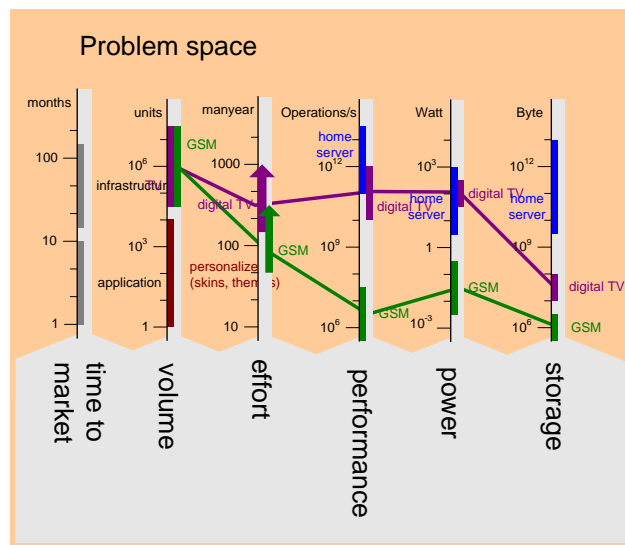 Problem space
months
100
10
1
time to
market
units
GSM
10^6
TV
infrastructur
10^3
application
1
volume
manyear
1000
digital TV
100
GSM
personalize
(skins, themes)
10
effort
Operations/s
home
server
10^12
digital TV
10^9
GSM
10^6
performance
Watt
10^3
digital TV
home
server
1
GSM
10^-3
power
Byte
10^12
home
server
10^9
digital TV
10^6
GSM
storage